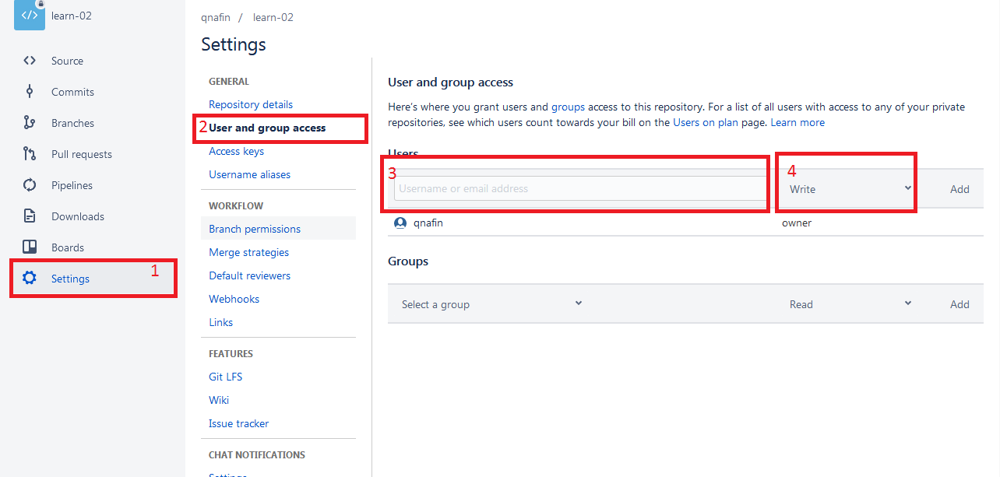 </> learn-02
Source
Commits
Branches
Pull requests
Pipelines
Downloads
Boards
Settings 1
qnafin / learn-02
Settings
GENERAL
Repository details
2 User and group access
Access keys
Username aliases
WORKFLOW
Branch permissions
Merge strategies
Default reviewers
Webhooks
Links
FEATURES
Git LFS
Wiki
Issue tracker
CHAT NOTIFICATIONS
Settings
User and group access
Here's where you grant users and groups access to this repository. For a list of all users with access to any of your private
repositories, see which users count towards your bill on the Users on plan page. Learn more
Users
3 4
Username or email address Write Add
qnafin owner
Groups
Select a group Read Add